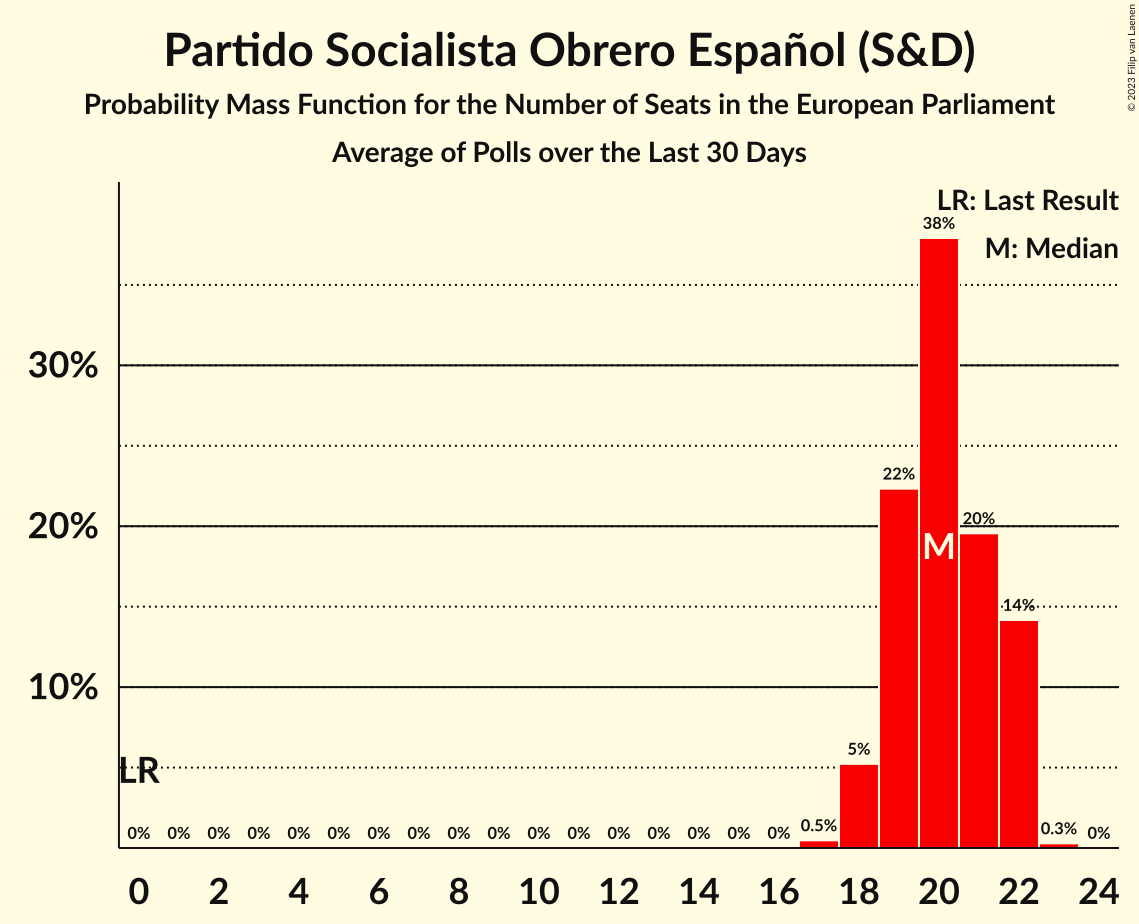 Partido Socialista Obrero Español (S&D)
Probability Mass Function for the Number of Seats in the European Parliament
Average of Polls over the Last 30 Days
© 2023 Filip van Laenen
LR: Last Result
M: Median
38%
30%
22%
20%
20%
M
14%
10%
5%
LR
0% 0% 0% 0% 0% 0% 0% 0% 0% 0% 0% 0% 0% 0% 0% 0% 0% 0.5% 0.3% 0%
0 2 4 6 8 10 12 14 16 18 20 22 24